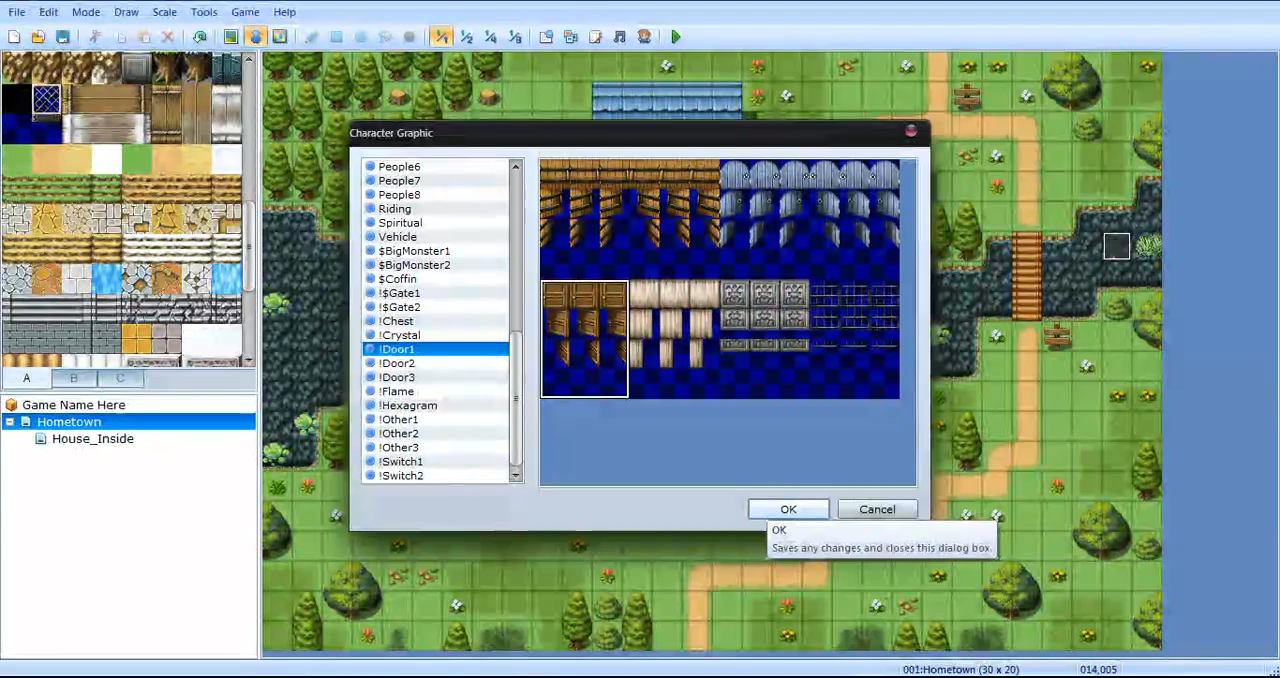 File Edit Mode Draw Scale Tools Game Help
Character Graphic
People6
People7
People8
Riding
Spiritual
Vehicle
$BigMonster1
$BigMonster2
$Coffin
!$Gate1
!$Gate2
!Chest
!Crystal
!Door1
!Door2
!Door3
!Flame
!Hexagram
!Other1
!Other2
!Other3
!Switch1
!Switch2
OK Cancel
OK
Saves any changes and closes this dialog box.
A B C
Game Name Here
Hometown
House_Inside
001:Hometown (30 x 20) 014,005